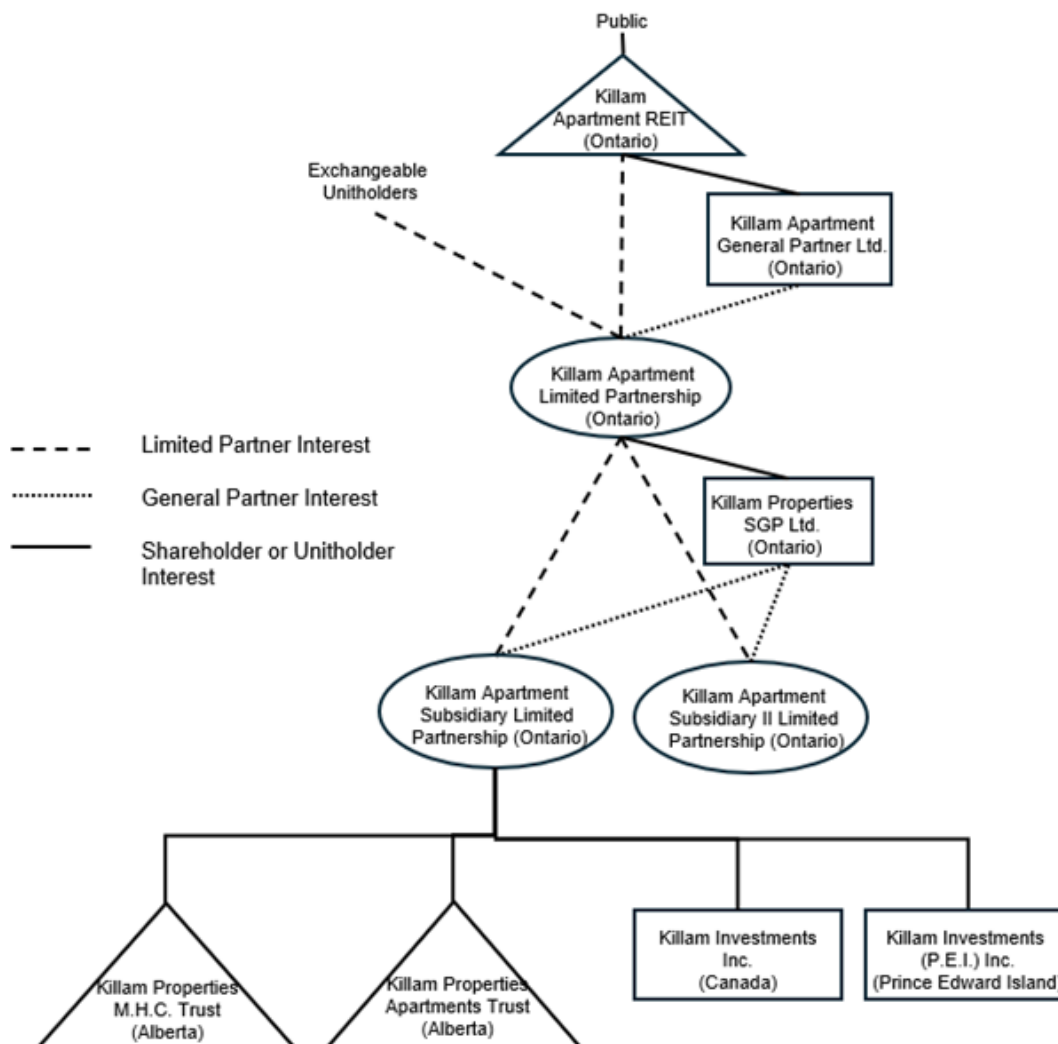 Public
Killam
Apartment REIT
(Ontario)
Exchangeable
Unitholders
Killam Apartment
General Partner Ltd.
(Ontario)
Killam Apartment
Limited Partnership
(Ontario)
Limited Partner Interest
General Partner Interest
Shareholder or Unitholder
Interest
Killam Properties
SGP Ltd.
(Ontario)
Killam Apartment
Subsidiary Limited
Partnership (Ontario)
Killam Apartment
Subsidiary II Limited
Partnership (Ontario)
Killam Properties
M.H.C. Trust
(Alberta)
Killam Properties
Apartments Trust
(Alberta)
Killam Investments
Inc.
(Canada)
Killam Investments
(P.E.I.) Inc.
(Prince Edward Island)